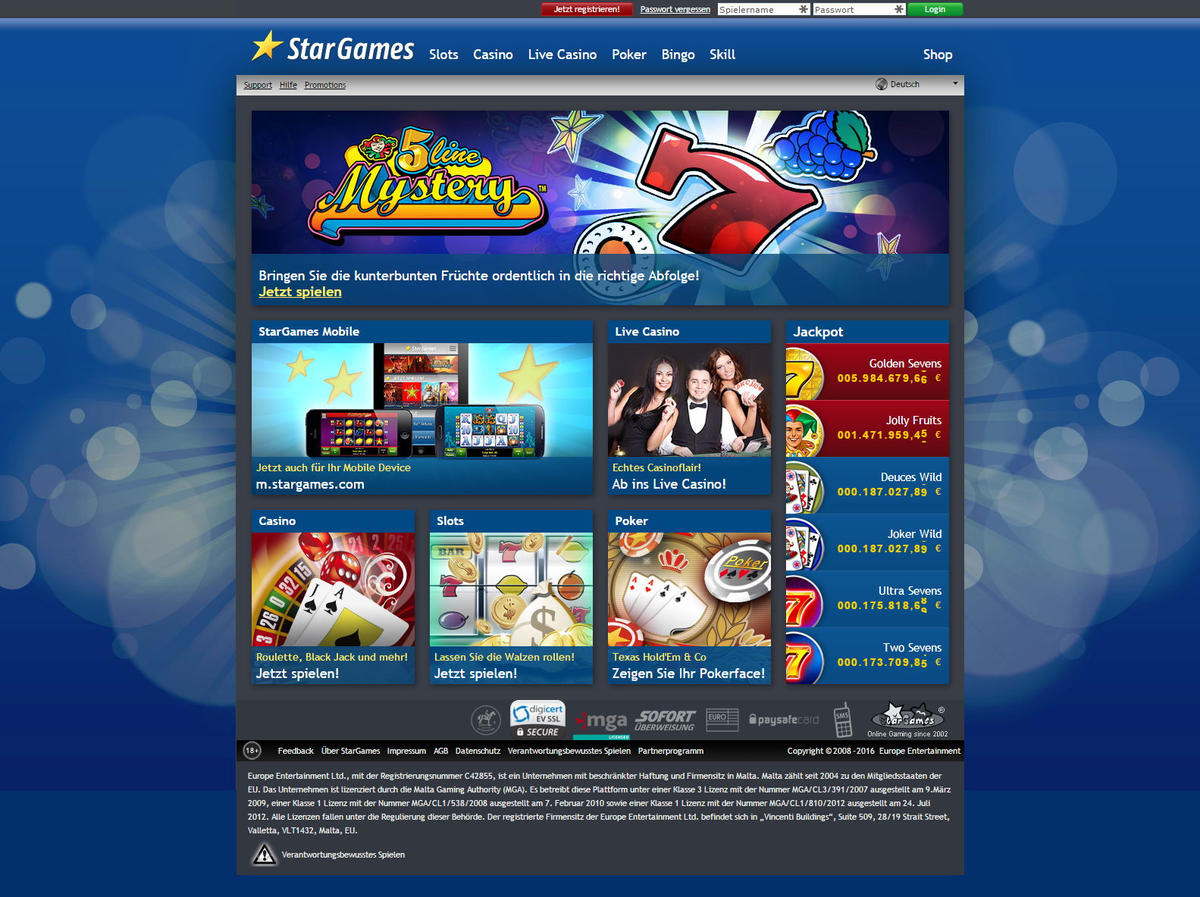 Jetzt registrieren! Passwort vergessen Spielername Passwort Login
StarGames Slots Casino Live Casino Poker Bingo Skill Shop
Support Hilfe Promotions Deutsch
5 line
Mystery™
Bringen Sie die kunterbunten Früchte ordentlich in die richtige Abfolge!
Jetzt spielen
StarGames Mobile
StarGames
Jetzt auch für Ihr Mobile Device
m.stargames.com
Live Casino
Echtes Casinoflair!
Ab ins Live Casino!
Jackpot
Golden Sevens
005.984.679,66 €
Jolly Fruits
001.471.959,45 €
Deuces Wild
000.187.027,89 €
Joker Wild
000.187.027,89 €
Ultra Sevens
000.175.818,6 €
Two Sevens
000.173.709,85 €
Casino
Roulette, Black Jack und mehr!
Jetzt spielen!
Slots
BAR
Lassen Sie die Walzen rollen!
Jetzt spielen!
Poker
Poker
Texas Hold'Em & Co
Zeigen Sie Ihr Pokerface!
digicert
EV SSL
SECURE
mga
LICENSED
SOFORT
ÜBERWEISUNG
EURO
paysafecard
SMS
StarGames®
Online Gaming since 2002
18+ Feedback Über StarGames Impressum AGB Datenschutz Verantwortungsbewusstes Spielen Partnerprogramm Copyright © 2008 - 2016 Europe Entertainment
Europe Entertainment Ltd., mit der Registrierungsnummer C42855, ist ein Unternehmen mit beschränkter Haftung und Firmensitz in Malta. Malta zählt seit 2004 zu den Mitgliedsstaaten der
EU. Das Unternehmen ist lizenziert durch die Malta Gaming Authority (MGA). Es betreibt diese Plattform unter einer Klasse 3 Lizenz mit der Nummer MGA/CL3/391/2007 ausgestellt am 9.März
2009, einer Klasse 1 Lizenz mit der Nummer MGA/CL1/538/2008 ausgestellt am 7. Februar 2010 sowie einer Klasse 1 Lizenz mit der Nummer MGA/CL1/810/2012 ausgestellt am 24. Juli
2012. Alle Lizenzen fallen unter die Regulierung dieser Behörde. Der registrierte Firmensitz der Europe Entertainment Ltd. befindet sich in „Vincenti Buildings“, Suite 509, 28/19 Strait Street,
Valletta, VLT1432, Malta, EU.
Verantwortungsbewusstes Spielen